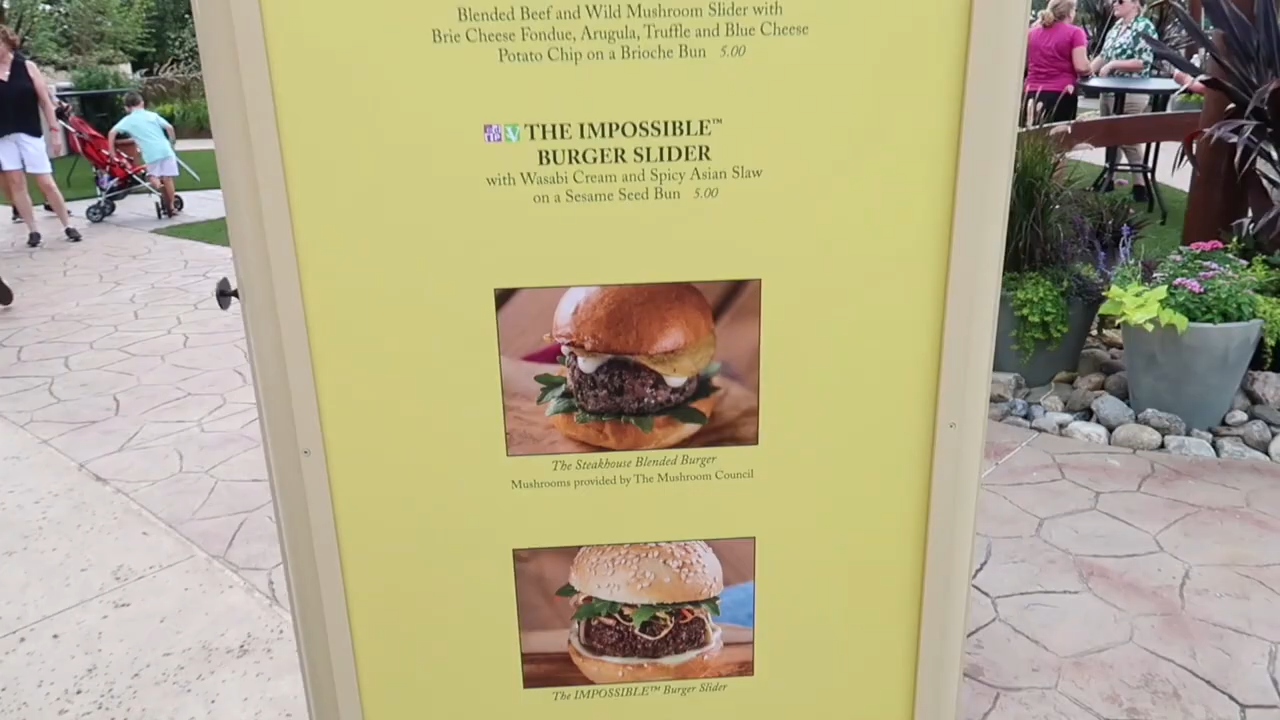 Blended Beef and Wild Mushroom Slider with
Brie Cheese Fondue, Arugula, Truffle and Blue Cheese
Potato Chip on a Brioche Bun 5.00
V THE IMPOSSIBLE™
BURGER SLIDER
with Wasabi Cream and Spicy Asian Slaw
on a Sesame Seed Bun 5.00
The Steakhouse Blended Burger
Mushrooms provided by The Mushroom Council
The IMPOSSIBLE™ Burger Slider